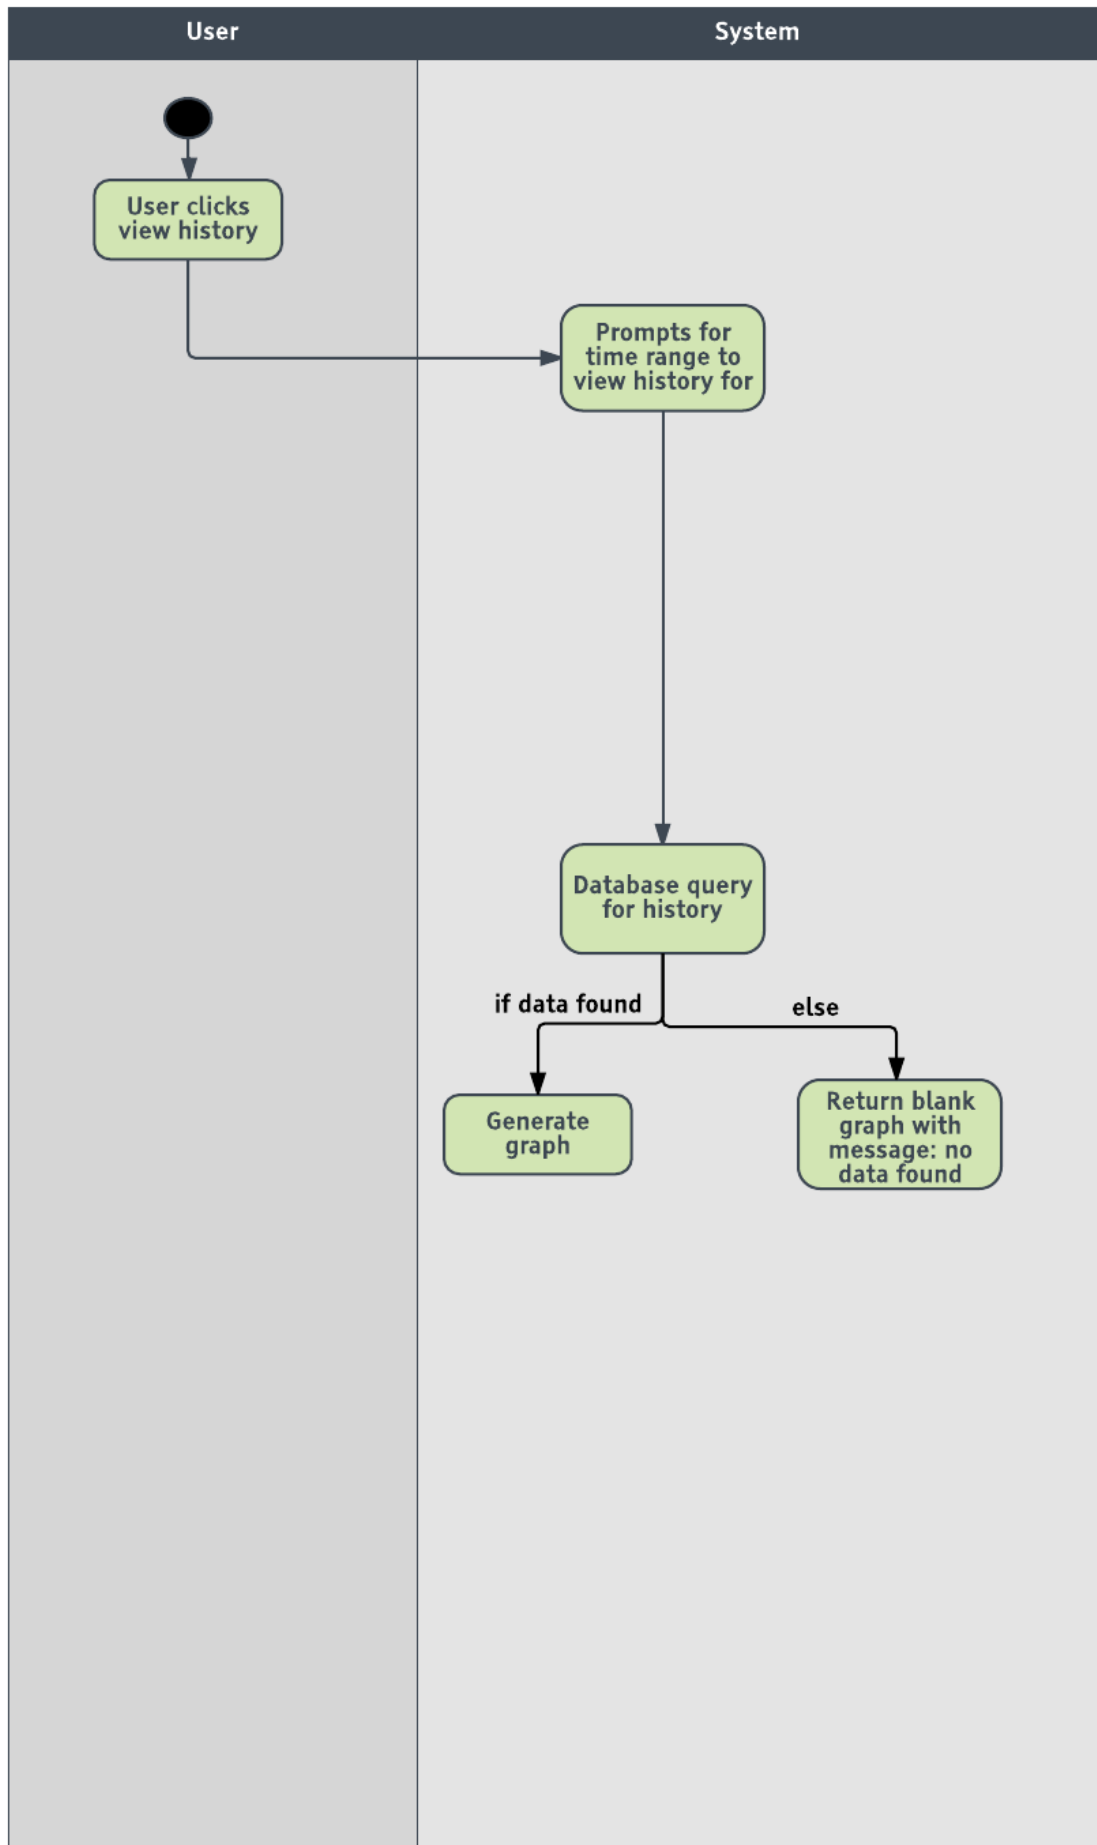 User
System
User clicks
view history
Prompts for
time range to
view history for
Database query
for history
if data found
else
Generate
graph
Return blank
graph with
message: no
data found